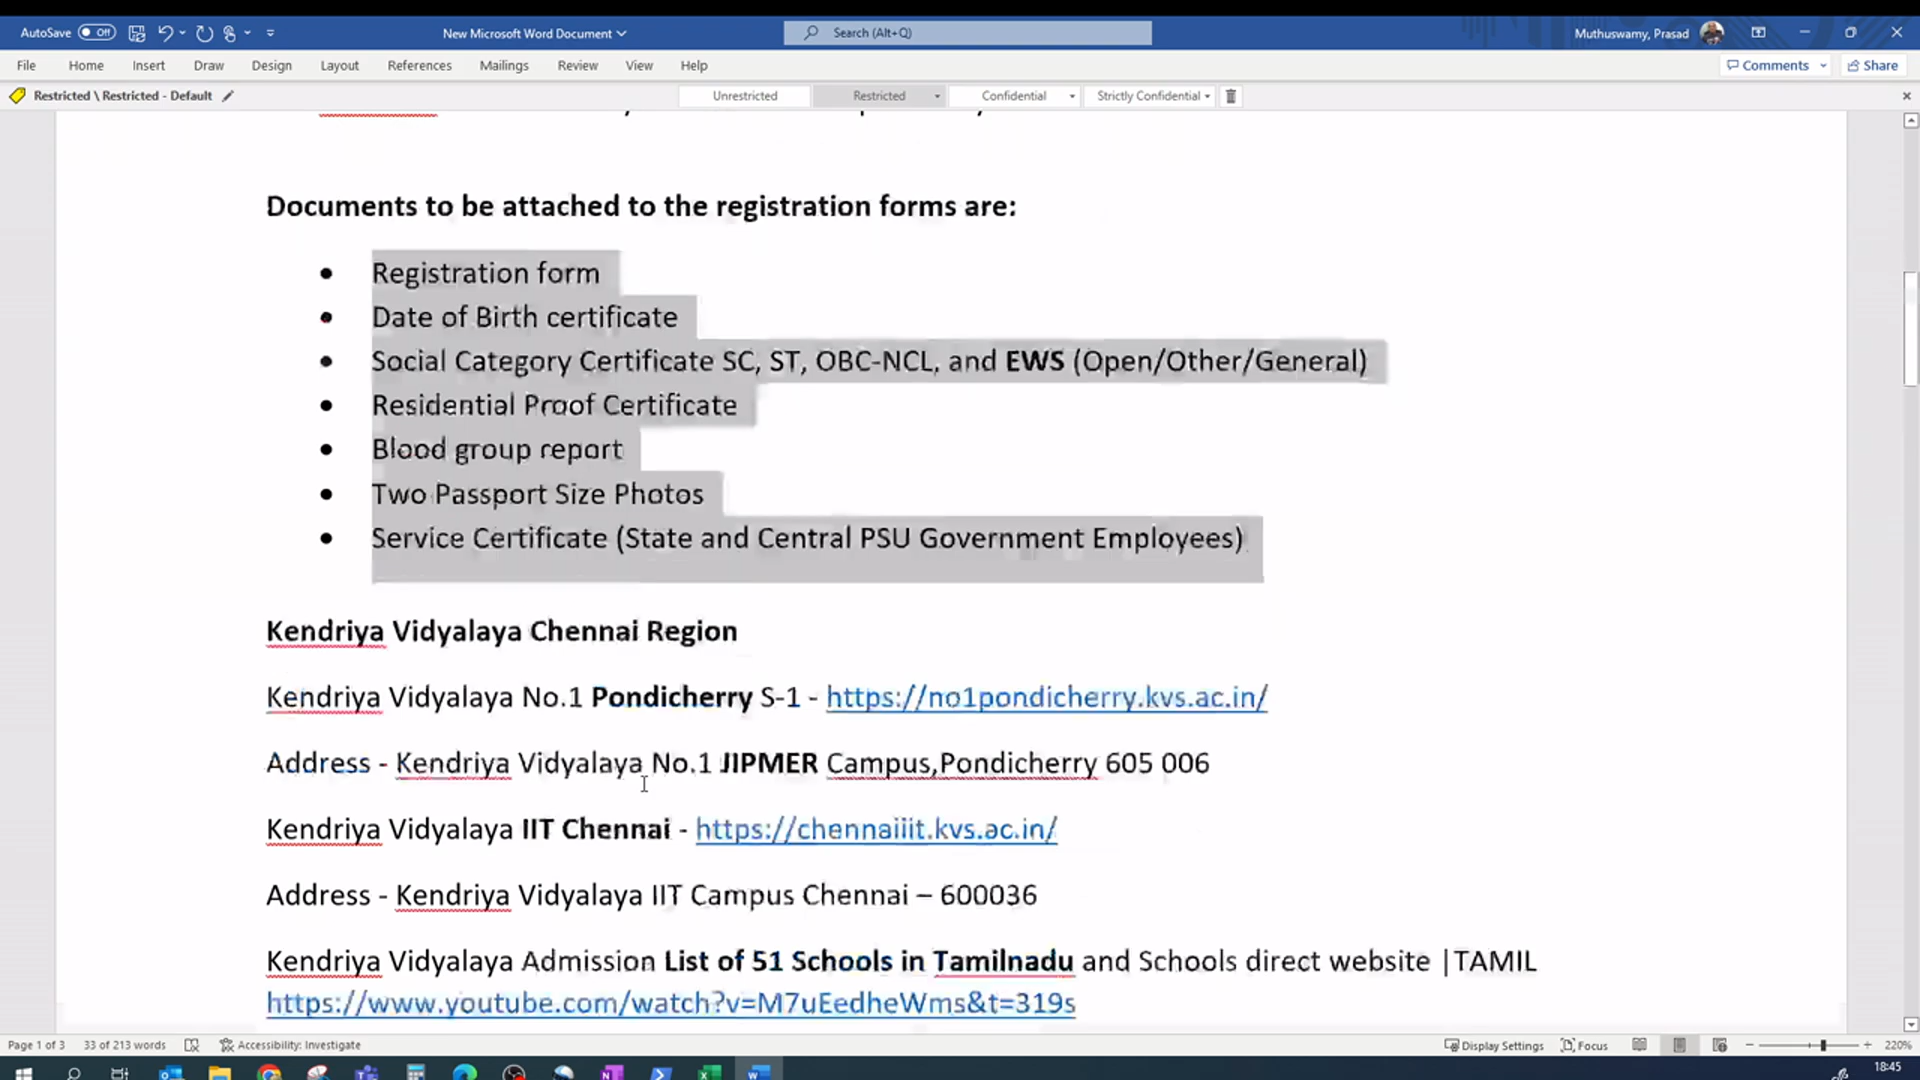 AutoSave Off New Microsoft Word Document Search (Alt+Q) Muthuswamy, Prasad
File Home Insert Draw Design Layout References Mailings Review View Help Comments Share
Restricted \ Restricted - Default Unrestricted Restricted Confidential Strictly Confidential
Documents to be attached to the registration forms are:
• Registration form
• Date of Birth certificate
• Social Category Certificate SC, ST, OBC-NCL, and EWS (Open/Other/General)
• Residential Proof Certificate
• Blood group report
• Two Passport Size Photos
• Service Certificate (State and Central PSU Government Employees)
Kendriya Vidyalaya Chennai Region
Kendriya Vidyalaya No.1 Pondicherry S-1 - https://no1pondicherry.kvs.ac.in/
Address - Kendriya Vidyalaya No.1 JIPMER Campus,Pondicherry 605 006
Kendriya Vidyalaya IIT Chennai - https://chennaiiit.kvs.ac.in/
Address - Kendriya Vidyalaya IIT Campus Chennai – 600036
Kendriya Vidyalaya Admission List of 51 Schools in Tamilnadu and Schools direct website |TAMIL
https://www.youtube.com/watch?v=M7uEedheWms&t=319s
Page 1 of 3 33 of 213 words Accessibility: Investigate Display Settings Focus 220%
18:45